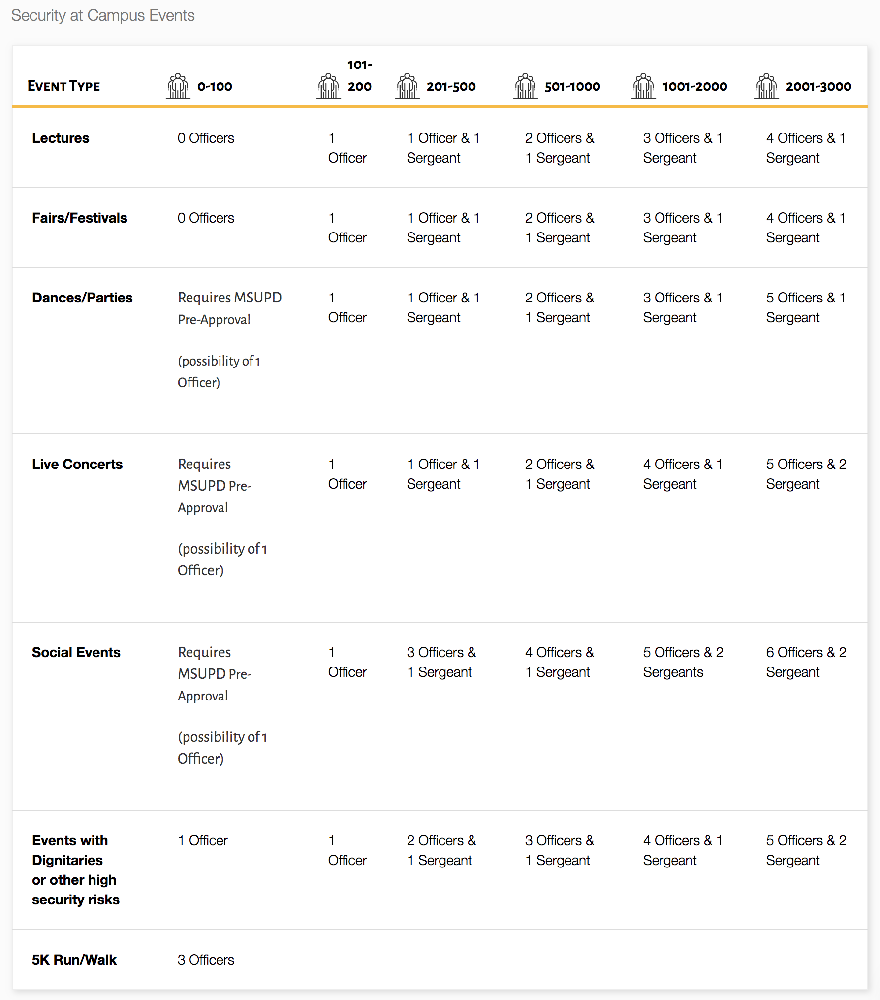 Security at Campus Events
EVENT TYPE 0-100 101-200 201-500 501-1000 1001-2000 2001-3000
Lectures 0 Officers 1 Officer 1 Officer & 1 Sergeant 2 Officers & 1 Sergeant 3 Officers & 1 Sergeant 4 Officers & 1 Sergeant
Fairs/Festivals 0 Officers 1 Officer 1 Officer & 1 Sergeant 2 Officers & 1 Sergeant 3 Officers & 1 Sergeant 4 Officers & 1 Sergeant
Dances/Parties Requires MSUPD Pre-Approval (possibility of 1 Officer) 1 Officer 1 Officer & 1 Sergeant 2 Officers & 1 Sergeant 3 Officers & 1 Sergeant 5 Officers & 1 Sergeant
Live Concerts Requires MSUPD Pre-Approval (possibility of 1 Officer) 1 Officer 1 Officer & 1 Sergeant 2 Officers & 1 Sergeant 4 Officers & 1 Sergeant 5 Officers & 2 Sergeant
Social Events Requires MSUPD Pre-Approval (possibility of 1 Officer) 1 Officer 3 Officers & 1 Sergeant 4 Officers & 1 Sergeant 5 Officers & 2 Sergeants 6 Officers & 2 Sergeant
Events with Dignitaries or other high security risks 1 Officer 1 Officer 2 Officers & 1 Sergeant 3 Officers & 1 Sergeant 4 Officers & 1 Sergeant 5 Officers & 2 Sergeant
5K Run/Walk 3 Officers